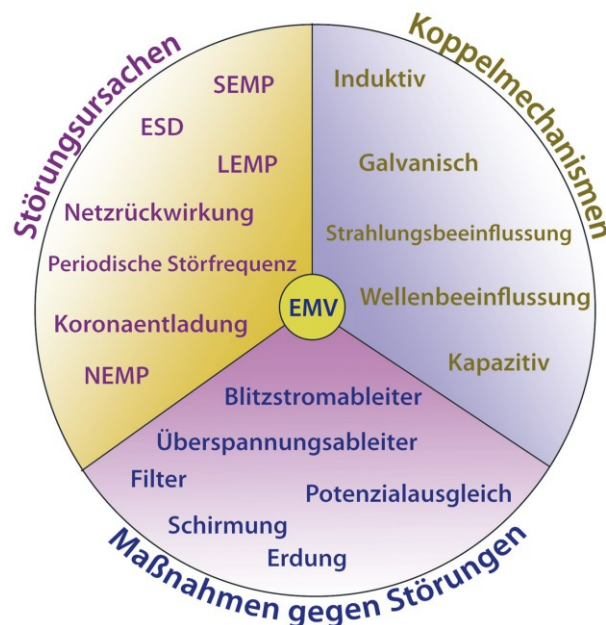 Störungsursachen
SEMP
ESD
LEMP
Netzrückwirkung
Periodische Störfrequenz
Koronaentladung
NEMP
Koppelmechanismen
Induktiv
Galvanisch
Strahlungsbeeinflussung
Wellenbeeinflussung
Kapazitiv
EMV
Blitzstromableiter
Überspannungsableiter
Filter
Potenzialausgleich
Schirmung
Erdung
Maßnahmen gegen Störungen